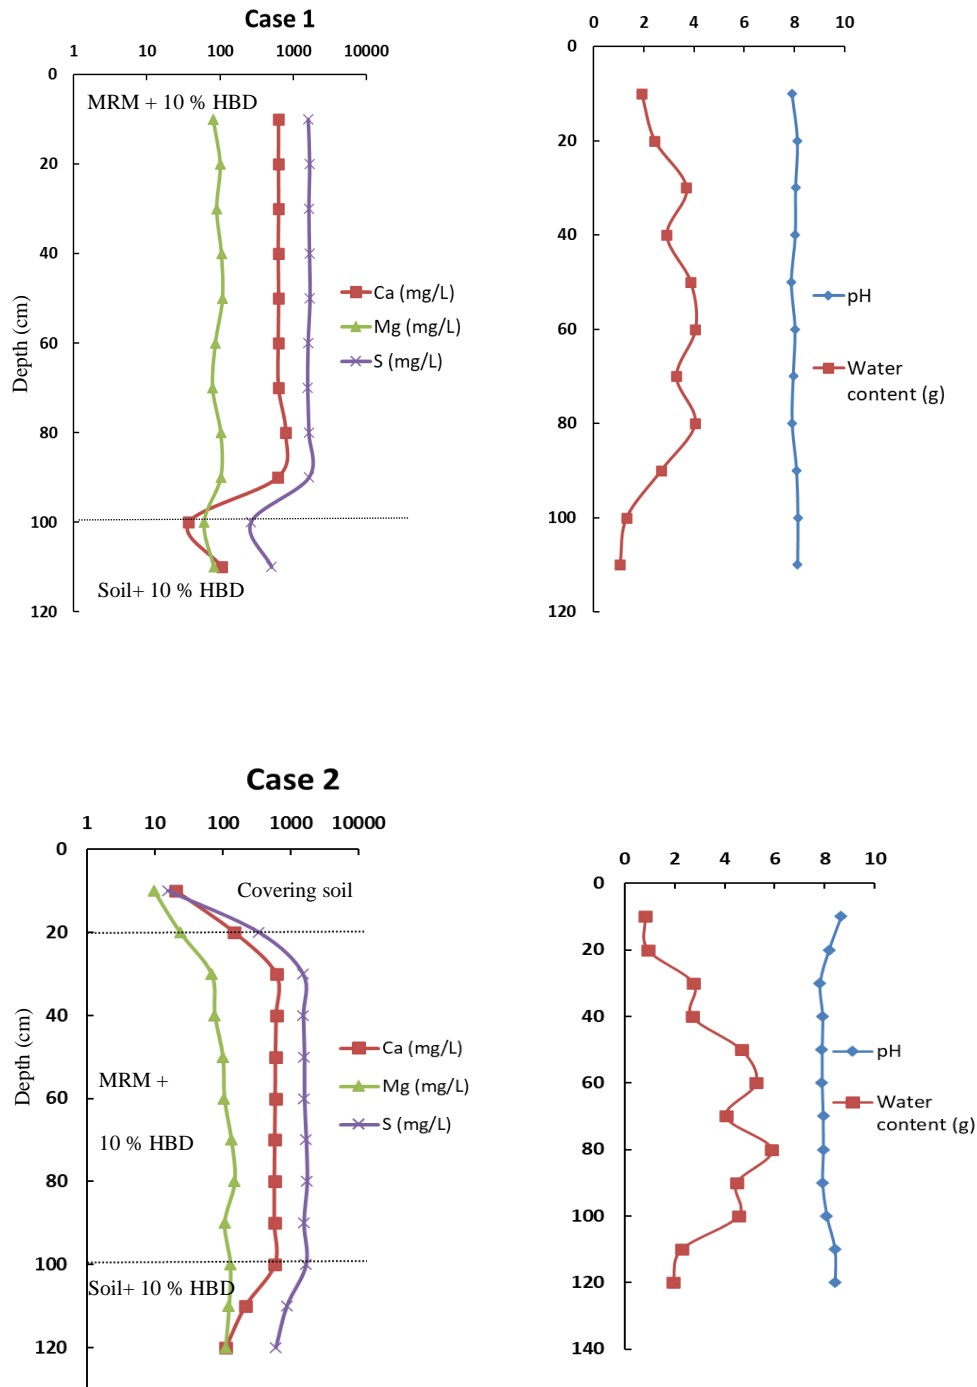 Case 1
1 10 100 1000 10000
0
20
40
60
80
100
120
Depth (cm)
MRM + 10 % HBD
Soil+ 10 % HBD
Ca (mg/L)
Mg (mg/L)
S (mg/L)
0 2 4 6 8 10
0
20
40
60
80
100
120
pH
Water
content (g)
Case 2
1 10 100 1000 10000
0
20
40
60
80
100
120
Depth (cm)
Covering soil
MRM +
10 % HBD
Soil+ 10 % HBD
Ca (mg/L)
Mg (mg/L)
S (mg/L)
0 2 4 6 8 10
0
20
40
60
80
100
120
140
pH
Water
content (g)